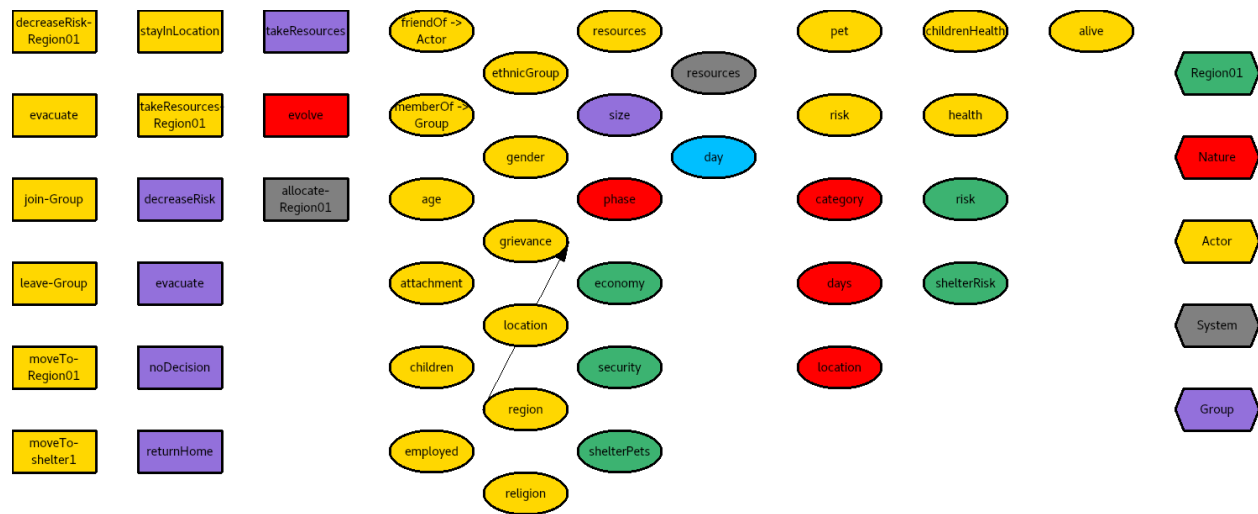 decreaseRisk-
Region01
stayInLocation
takeResources
friendOf ->
Actor
resources
pet
childrenHealth
alive
ethnicGroup
resources
Region01
evacuate
takeResources-
Region01
evolve
memberOf ->
Group
size
risk
health
gender
day
Nature
join-Group
decreaseRisk
allocate-
Region01
age
phase
category
risk
grievance
Actor
leave-Group
evacuate
attachment
economy
days
shelterRisk
location
System
moveTo-
Region01
noDecision
children
security
location
region
Group
moveTo-
shelter1
returnHome
employed
shelterPets
religion